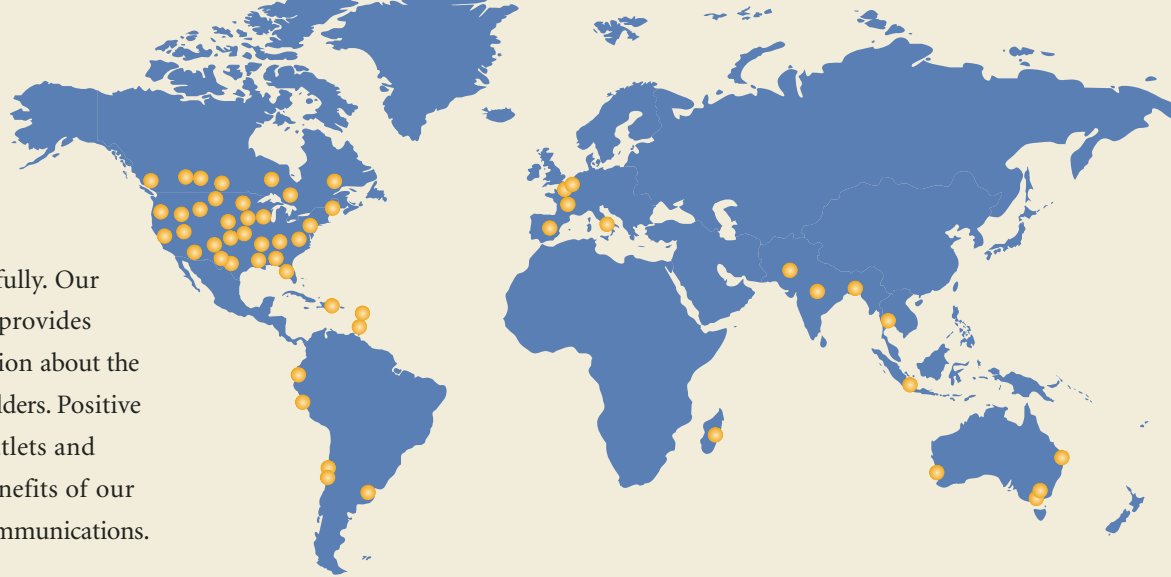 fully. Our
provides
ion about the
lders. Positive
tlets and
nefits of our
mmunications.